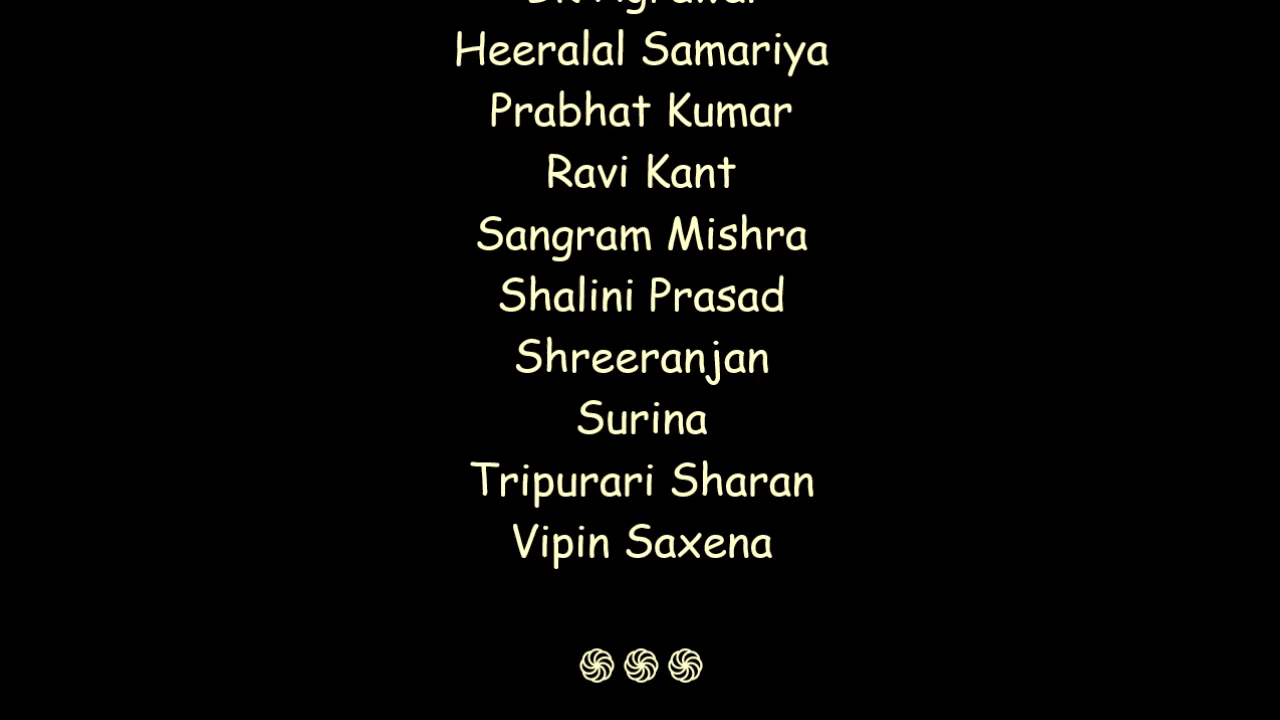 Heeralal Samariya
Prabhat Kumar
Ravi Kant
Sangram Mishra
Shalini Prasad
Shreeranjan
Surina
Tripurari Sharan
Vipin Saxena